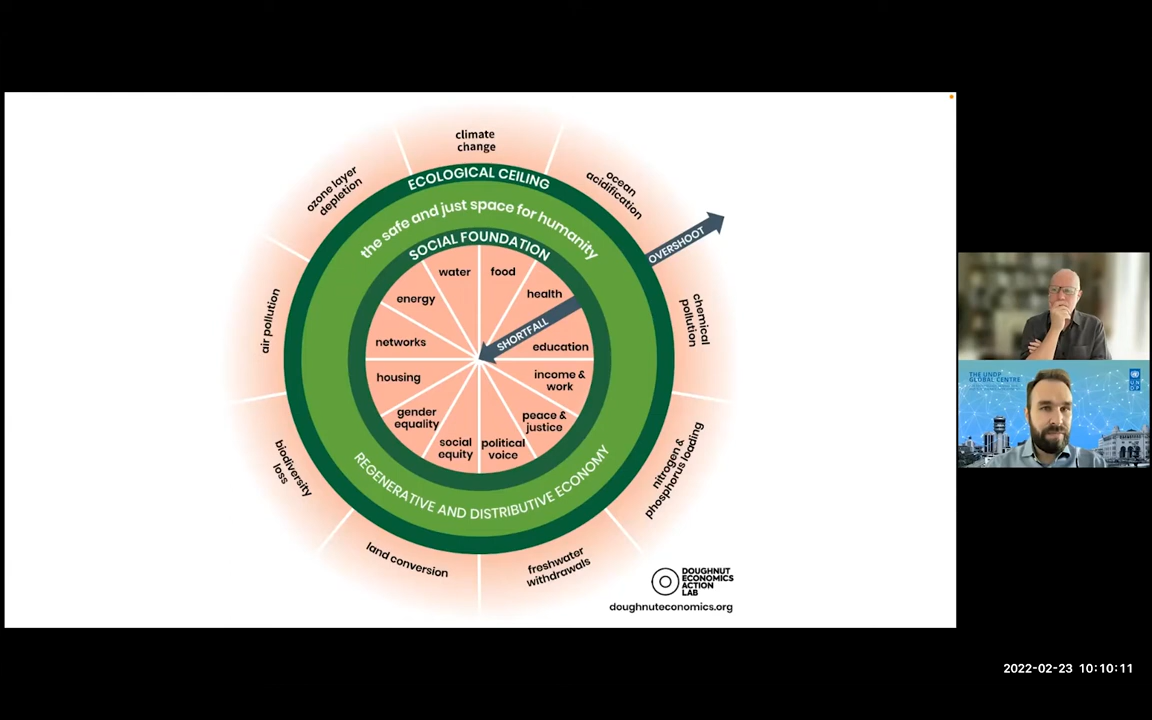 climate
change
ozone layer
depletion
ocean
acidification
ECOLOGICAL CEILING
the safe and just space for humanity
SOCIAL FOUNDATION
OVERSHOOT
water
food
energy
health
SHORTFALL
networks
education
housing
income &
work
gender
equality
peace &
justice
social
equity
political
voice
air pollution
chemical
pollution
biodiversity
loss
nitrogen &
phosphorus loading
REGENERATIVE AND DISTRIBUTIVE ECONOMY
land conversion
freshwater
withdrawals
DOUGHNUT
ECONOMICS
ACTION
LAB
doughnuteconomics.org
THE UNDP
GLOBAL CENTRE
U N
D P
2022-02-23 10:10:11